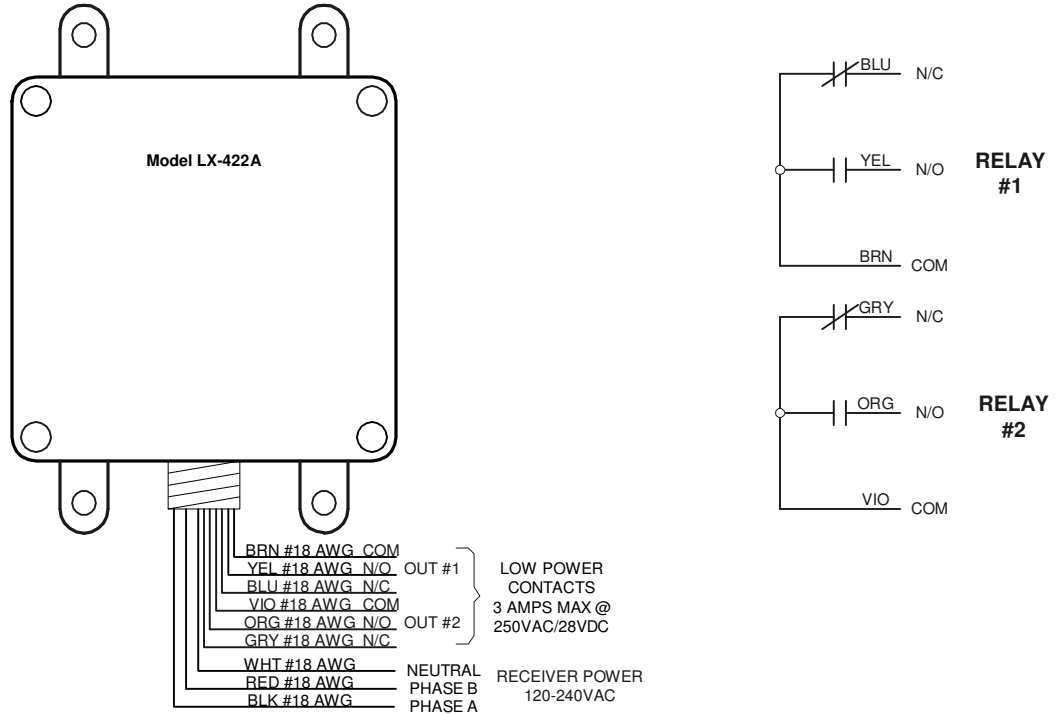 Model LX-422A
BLU N/C
YEL N/O
RELAY
#1
BRN COM
GRY N/C
ORG N/O
RELAY
#2
VIO COM
BRN #18 AWG COM
YEL #18 AWG N/O OUT #1
BLU #18 AWG N/C
VIO #18 AWG COM
ORG #18 AWG N/O OUT #2
GRY #18 AWG N/C
LOW POWER
CONTACTS
3 AMPS MAX @
250VAC/28VDC
WHT #18 AWG NEUTRAL
RED #18 AWG PHASE B
BLK #18 AWG PHASE A
RECEIVER POWER
120-240VAC